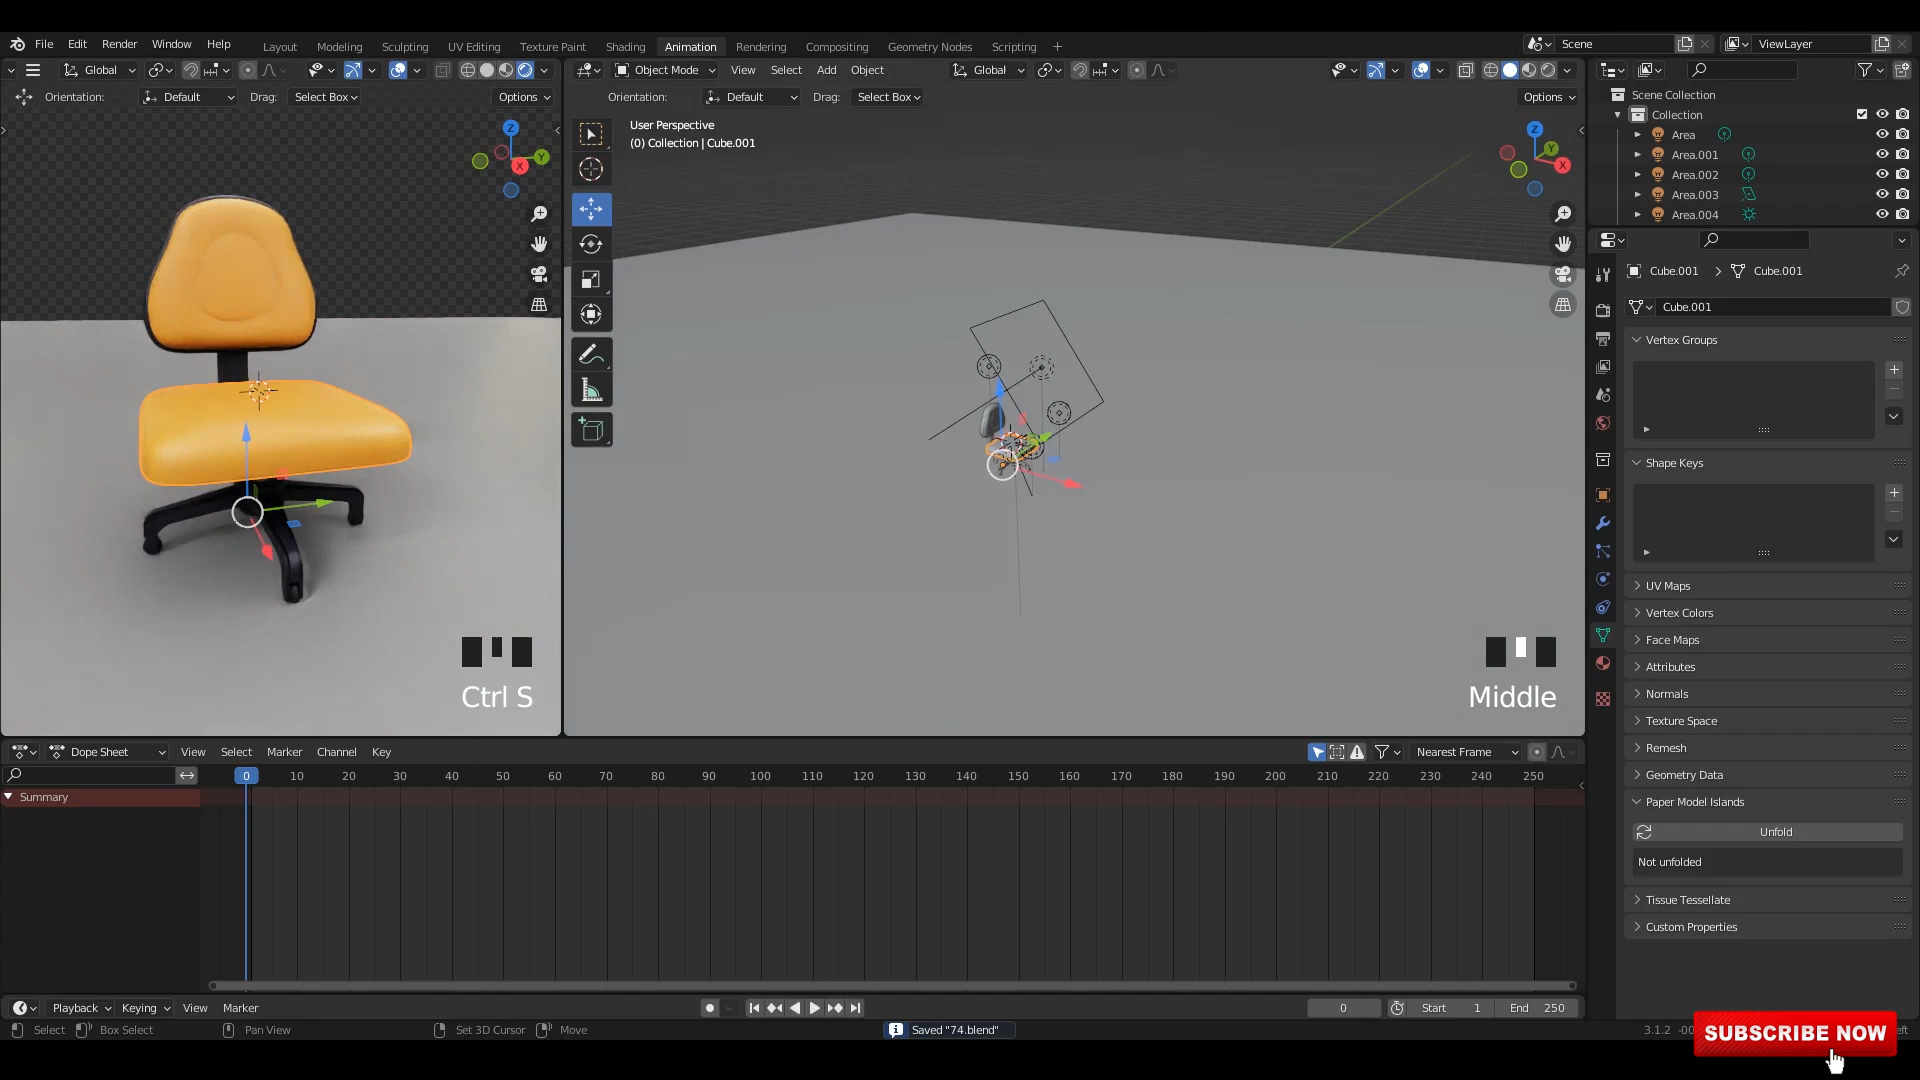 File Edit Render Window Help Layout Modeling Sculpting UV Editing Texture Paint Shading Animation Rendering Compositing Geometry Nodes Scripting + Scene ViewLayer
Global Object Mode View Select Add Object Global
Orientation: Default Drag: Select Box Options Orientation: Default Drag: Select Box Options
User Perspective
(0) Collection | Cube.001
Z
Y
X
Z
Y
X
Scene Collection
Collection
Area
Area.001
Area.002
Area.003
Area.004
Cube.001 > Cube.001
Cube.001
Vertex Groups
Shape Keys
UV Maps
Vertex Colors
Face Maps
Attributes
Normals
Texture Space
Remesh
Geometry Data
Paper Model Islands
Unfold
Not unfolded
Tissue Tessellate
Custom Properties
Ctrl S
Middle
Dope Sheet View Select Marker Channel Key Nearest Frame
0 10 20 30 40 50 60 70 80 90 100 110 120 130 140 150 160 170 180 190 200 210 220 230 240 250
Summary
Playback Keying View Marker 0 Start 1 End 250
Select Box Select Pan View Set 3D Cursor Move Saved "74.blend" 3.1.2
SUBSCRIBE NOW